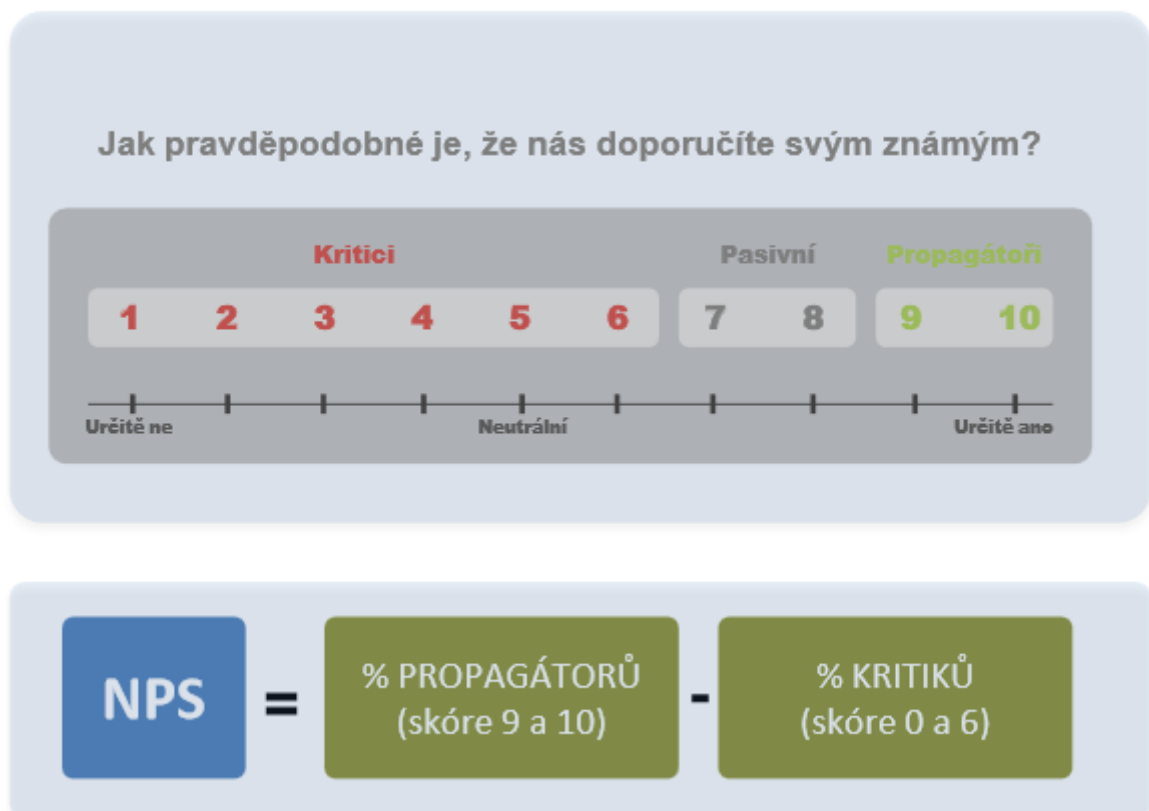 Jak pravděpodobné je, že nás doporučíte svým známým?
Kritici Pasivní Propagátoři
1 2 3 4 5 6 7 8 9 10
Určitě ne Neutrální Určitě ano
NPS = % PROPAGÁTORŮ - % KRITIKŮ
(skóre 9 a 10) (skóre 0 a 6)